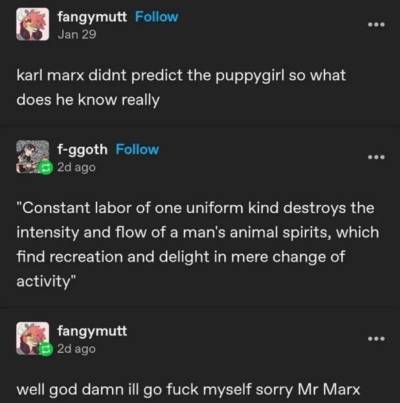 fangymutt Follow
Jan 29
karl marx didnt predict the puppygirl so what
does he know really
f-ggoth Follow
2d ago
"Constant labor of one uniform kind destroys the
intensity and flow of a man's animal spirits, which
find recreation and delight in mere change of
activity"
fangymutt
2d ago
well god damn ill go fuck myself sorry Mr Marx